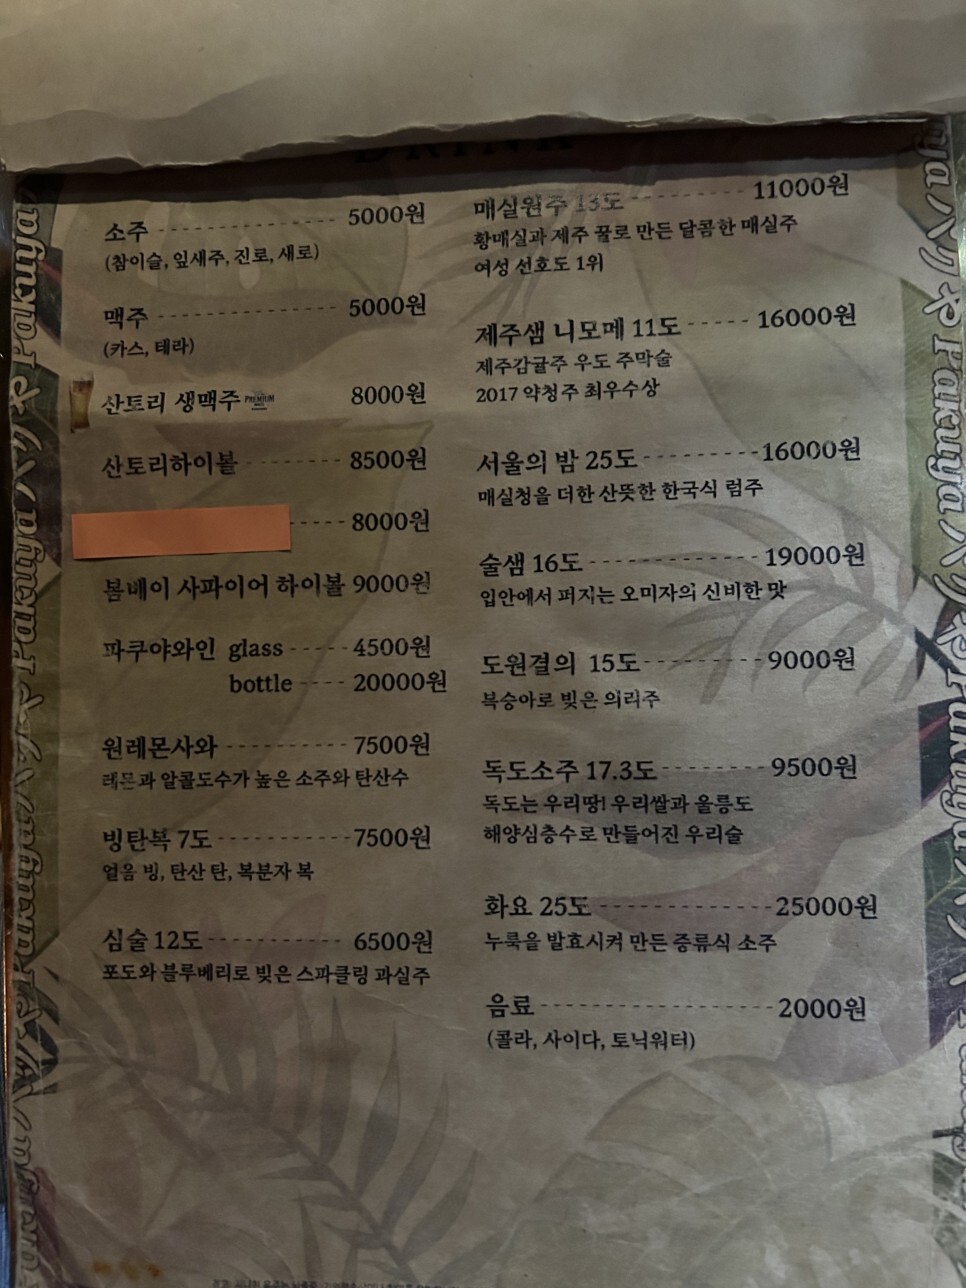 DRINK
소주 ---------------- 5000원
(참이슬, 잎새주, 진로, 새로)
맥주 ---------------- 5000원
(카스, 테라)
산토리 생맥주 PREMIUM 8000원
산토리하이볼 -------- 8500원
----- 8000원
봄베이 사파이어 하이볼 9000원
파쿠야와인 glass ----- 4500원
bottle ---- 20000원
원레몬사와 ---------- 7500원
레몬과 알콜도수가 높은 소주와 탄산수
빙탄복 7도 ----------- 7500원
얼음 빙, 탄산 탄, 복분자 복
심술 12도 ----------- 6500원
포도와 블루베리로 빚은 스파클링 과실주
매실원주 13도 ---------- 11000원
황매실과 제주 꿀로 만든 달콤한 매실주
여성 선호도 1위
제주샘 니모메 11도 ----- 16000원
제주감귤주 우도 주막술
2017 약청주 최우수상
서울의 밤 25도 --------- 16000원
매실청을 더한 산뜻한 한국식 럼주
술샘 16도 ------------- 19000원
입안에서 퍼지는 오미자의 신비한 맛
도원결의 15도 ---------- 9000원
복숭아로 빚은 의리주
독도소주 17.3도 -------- 9500원
독도는 우리땅! 우리쌀과 울릉도
해양심층수로 만들어진 우리술
화요 25도 ------------- 25000원
누룩을 발효시켜 만든 증류식 소주
음료 ------------------ 2000원
(콜라, 사이다, 토닉워터)
Pakuya パクや Pakuya パクや Pakuya
Pakuya パクや Pakuya パクや Pakuya